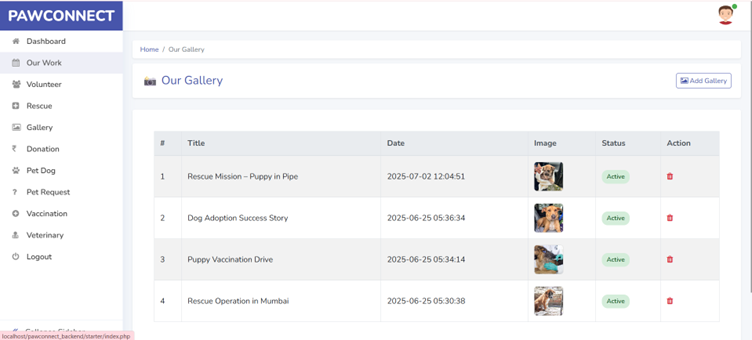 PAWCONNECT
Dashboard
Our Work
Volunteer
Rescue
Gallery
₹ Donation
Pet Dog
Pet Request
Vaccination
Veterinary
Logout
Collapse Sidebar
localhost/pawconnect_backend/starter/index.php
Home / Our Gallery
Our Gallery
Add Gallery
# Title Date Image Status Action
1 Rescue Mission – Puppy in Pipe 2025-07-02 12:04:51 Active
2 Dog Adoption Success Story 2025-06-25 05:36:34 Active
3 Puppy Vaccination Drive 2025-06-25 05:34:14 Active
4 Rescue Operation in Mumbai 2025-06-25 05:30:38 Active